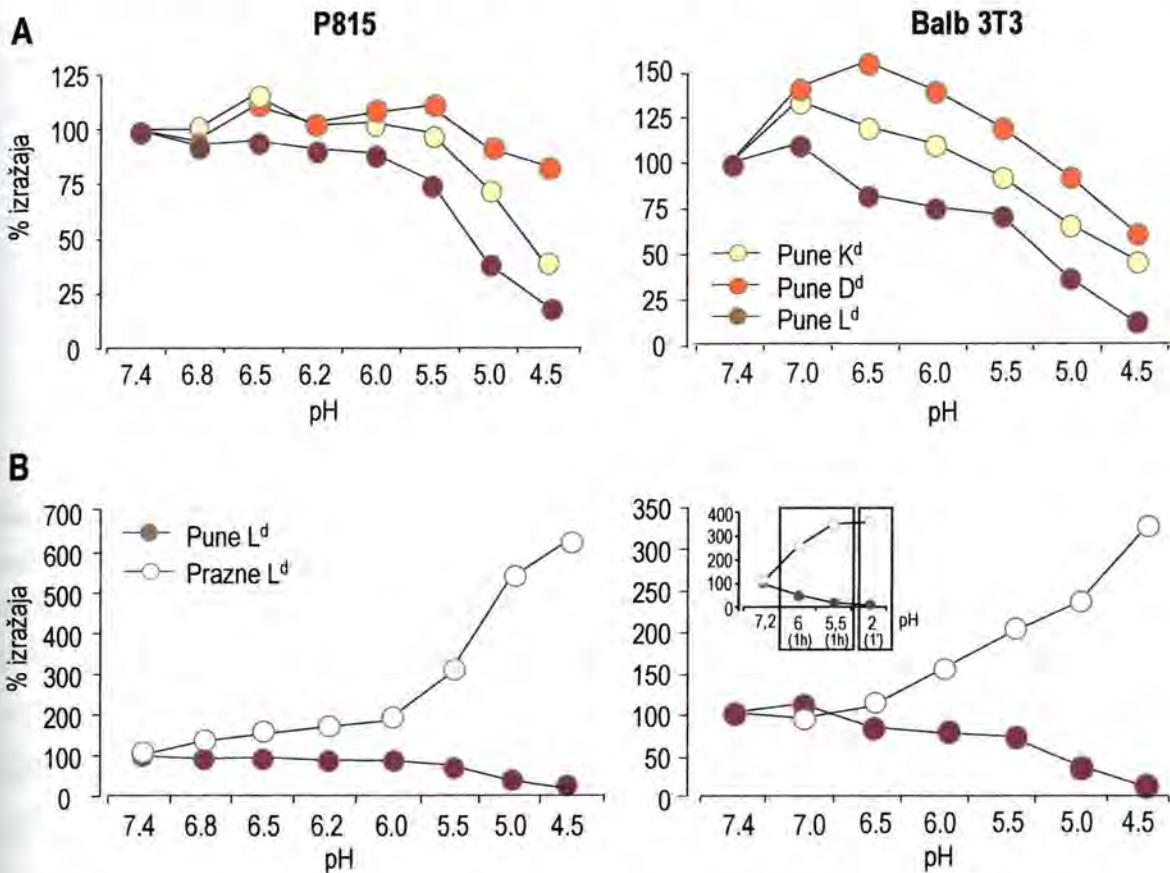 A
P815
Balb 3T3
% izražaja
125
100
75
50
25
0
7.4 6.8 6.5 6.2 6.0 5.5 5.0 4.5
pH
150
125
100
75
50
25
0
Pune Kᵈ
Pune Dᵈ
Pune Lᵈ
7.4 7.0 6.5 6.0 5.5 5.0 4.5
pH
B
% izražaja
700
600
500
400
300
200
100
0
Pune Lᵈ
Prazne Lᵈ
7.4 6.8 6.5 6.2 6.0 5.5 5.0 4.5
pH
350
300
250
200
150
100
50
0
400
300
200
100
0
7,2 6 5,5 2 pH
(1h) (1h) (1')
7.4 7.0 6.5 6.0 5.5 5.0 4.5
pH